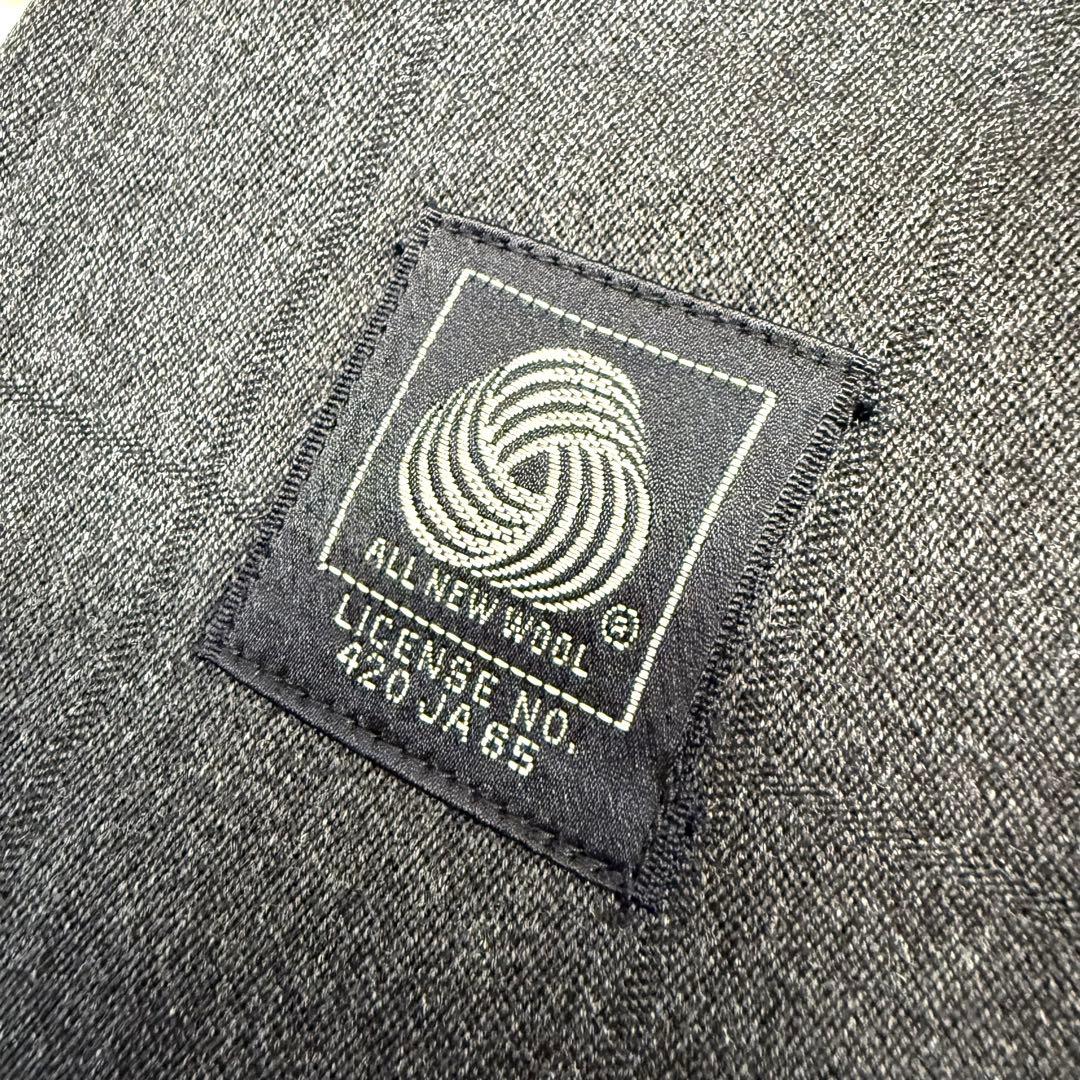 ALL NEW WOOL ®
LICENSE NO.
420 JA 65